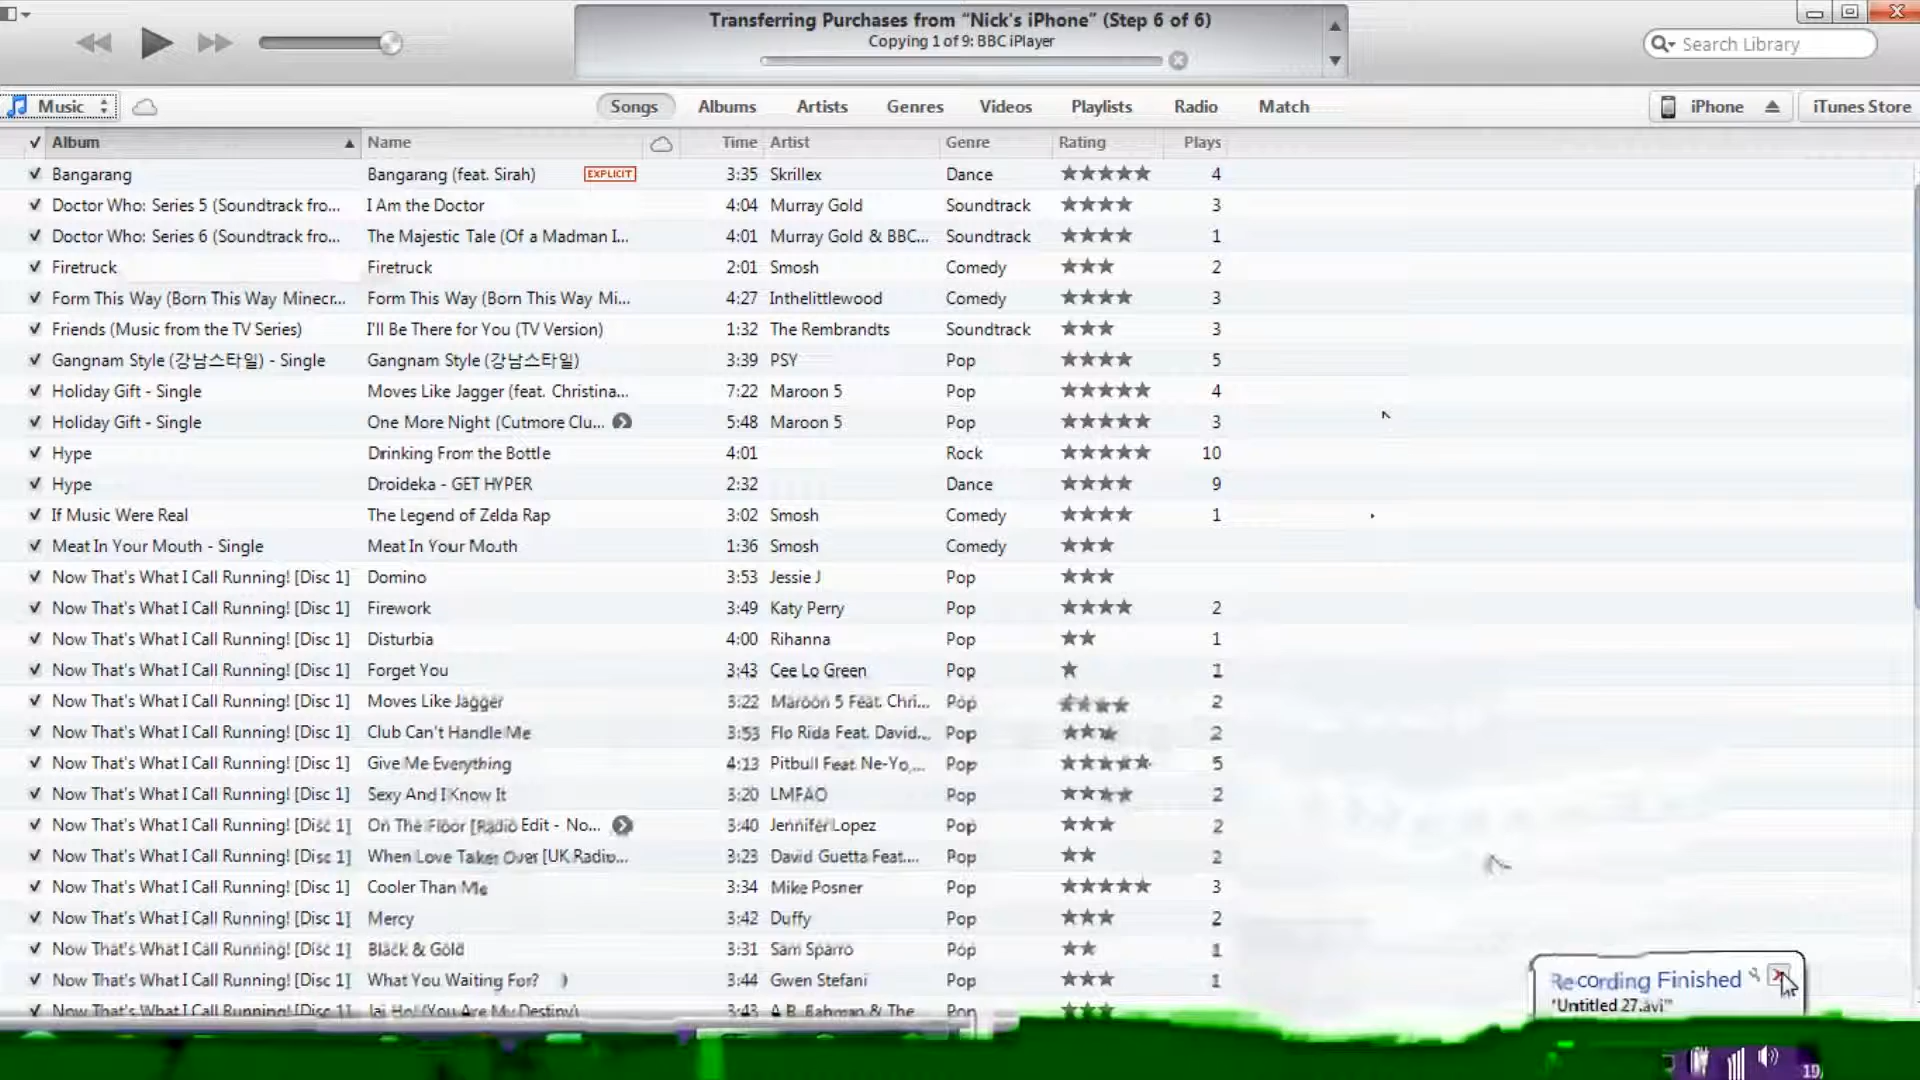 Transferring Purchases from “Nick's iPhone” (Step 6 of 6)
Copying 1 of 9: BBC iPlayer
Search Library
Music Songs Albums Artists Genres Videos Playlists Radio Match iPhone iTunes Store
Album Name Time Artist Genre Rating Plays
Bangarang Bangarang (feat. Sirah) EXPLICIT 3:35 Skrillex Dance ★★★★★ 4
Doctor Who: Series 5 (Soundtrack fro... I Am the Doctor 4:04 Murray Gold Soundtrack ★★★★ 3
Doctor Who: Series 6 (Soundtrack fro... The Majestic Tale (Of a Madman I... 4:01 Murray Gold & BBC... Soundtrack ★★★★ 1
Firetruck Firetruck 2:01 Smosh Comedy ★★★ 2
Form This Way (Born This Way Minecr... Form This Way (Born This Way Mi... 4:27 Inthelittlewood Comedy ★★★★ 3
Friends (Music from the TV Series) I'll Be There for You (TV Version) 1:32 The Rembrandts Soundtrack ★★★ 3
Gangnam Style (강남스타일) - Single Gangnam Style (강남스타일) 3:39 PSY Pop ★★★★ 5
Holiday Gift - Single Moves Like Jagger (feat. Christina... 7:22 Maroon 5 Pop ★★★★★ 4
Holiday Gift - Single One More Night (Cutmore Clu... 5:48 Maroon 5 Pop ★★★★★ 3
Hype Drinking From the Bottle 4:01 Rock ★★★★★ 10
Hype Droideka - GET HYPER 2:32 Dance ★★★★ 9
If Music Were Real The Legend of Zelda Rap 3:02 Smosh Comedy ★★★★ 1
Meat In Your Mouth - Single Meat In Your Mouth 1:36 Smosh Comedy ★★★
Now That's What I Call Running! [Disc 1] Domino 3:53 Jessie J Pop ★★★
Now That's What I Call Running! [Disc 1] Firework 3:49 Katy Perry Pop ★★★★ 2
Now That's What I Call Running! [Disc 1] Disturbia 4:00 Rihanna Pop ★★ 1
Now That's What I Call Running! [Disc 1] Forget You 3:43 Cee Lo Green Pop ★ 1
Now That's What I Call Running! [Disc 1] Moves Like Jagger 3:22 Maroon 5 Feat. Chri... Pop ★★★★ 2
Now That's What I Call Running! [Disc 1] Club Can't Handle Me 3:53 Flo Rida Feat. David... Pop ★★★ 2
Now That's What I Call Running! [Disc 1] Give Me Everything 4:13 Pitbull Feat. Ne-Yo,... Pop ★★★★★ 5
Now That's What I Call Running! [Disc 1] Sexy And I Know It 3:20 LMFAO Pop ★★★★ 2
Now That's What I Call Running! [Disc 1] On The Floor [Radio Edit - No... 3:40 Jennifer Lopez Pop ★★★ 2
Now That's What I Call Running! [Disc 1] When Love Takes Over [UK Radio... 3:23 David Guetta Feat.... Pop ★★ 2
Now That's What I Call Running! [Disc 1] Cooler Than Me 3:34 Mike Posner Pop ★★★★★ 3
Now That's What I Call Running! [Disc 1] Mercy 3:42 Duffy Pop ★★★ 2
Now That's What I Call Running! [Disc 1] Black & Gold 3:31 Sam Sparro Pop ★★ 1
Now That's What I Call Running! [Disc 1] What You Waiting For? 3:44 Gwen Stefani Pop ★★★ 1
Now That's What I Call Running! [Disc 1] Jai Ho! (You Are My Destiny) 3:43 A.R. Rahman & The Pop ★★★
Recording Finished
"Untitled 27.avi"
19